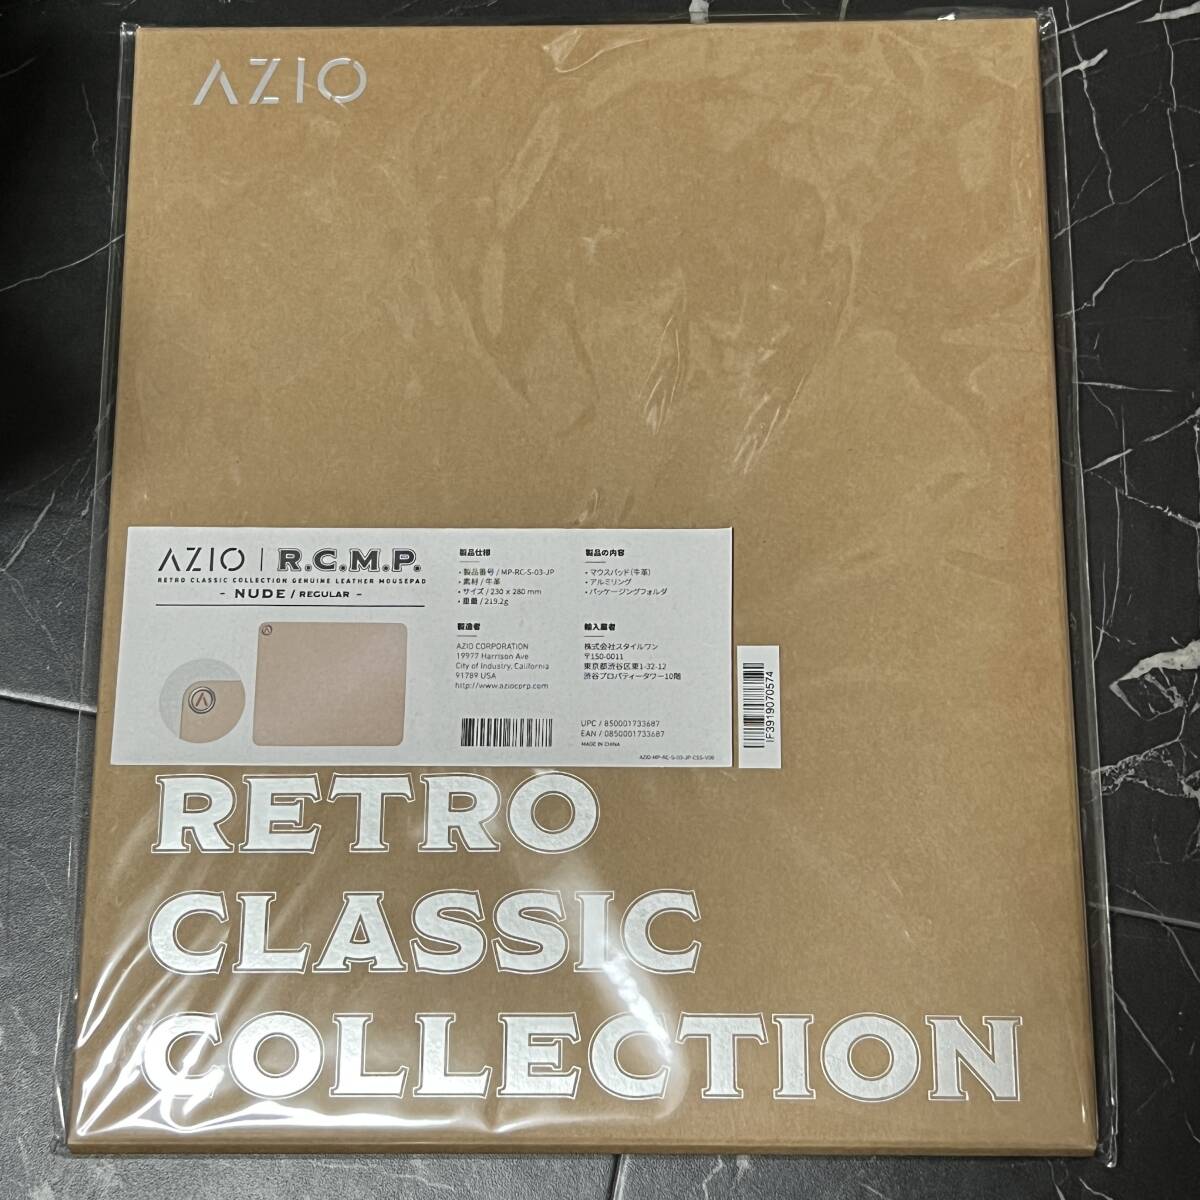 AZIO
AZIO | R.C.M.P.
RETRO CLASSIC COLLECTION GENUINE LEATHER MOUSEPAD
- NUDE / REGULAR -
製品仕様
・製品番号 / MP-RC-S-03-JP
・素材 / 牛革
・サイズ / 230 x 280 mm
・重量 / 219.2g
製品の内容
・マウスパッド(牛革)
・アルミリング
・パッケージングフォルダ
製造者
AZIO CORPORATION
19977 Harrison Ave
City of Industry, California
91789 USA
http://www.aziocorp.com
輸入業者
株式会社スタイルワン
〒150-0011
東京都渋谷区東1-32-12
渋谷プロパティータワー10階
UPC / 850001733687
EAN / 0850001733687
MADE IN CHINA
AZIO-MP-RC-S-03-JP-CSS-V00
IF3919070574
RETRO
CLASSIC
COLLECTION